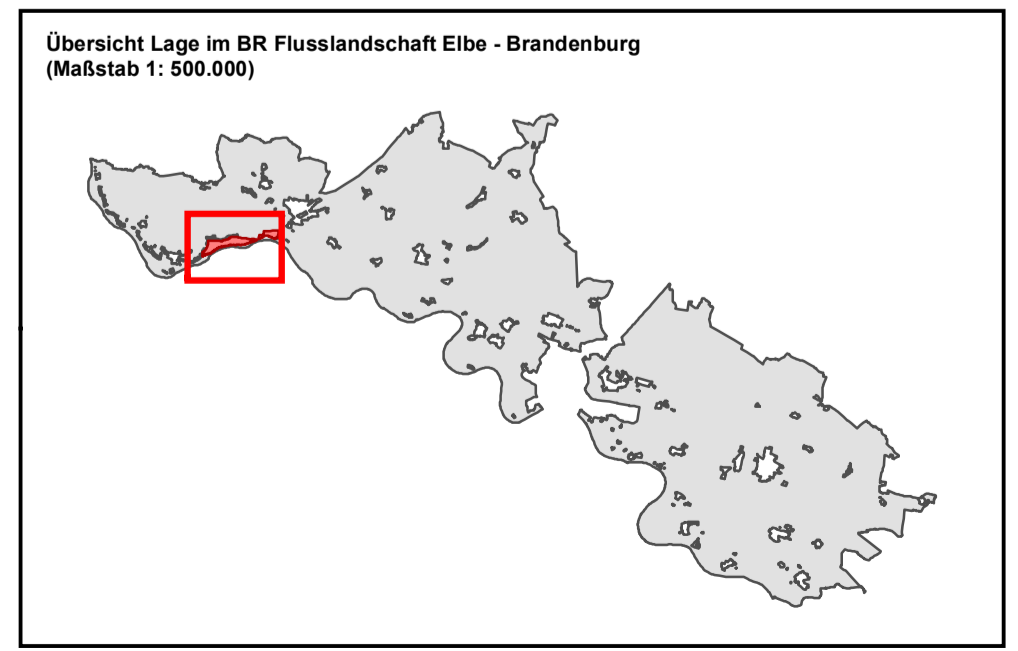 Übersicht Lage im BR Flusslandschaft Elbe - Brandenburg
(Maßstab 1: 500.000)